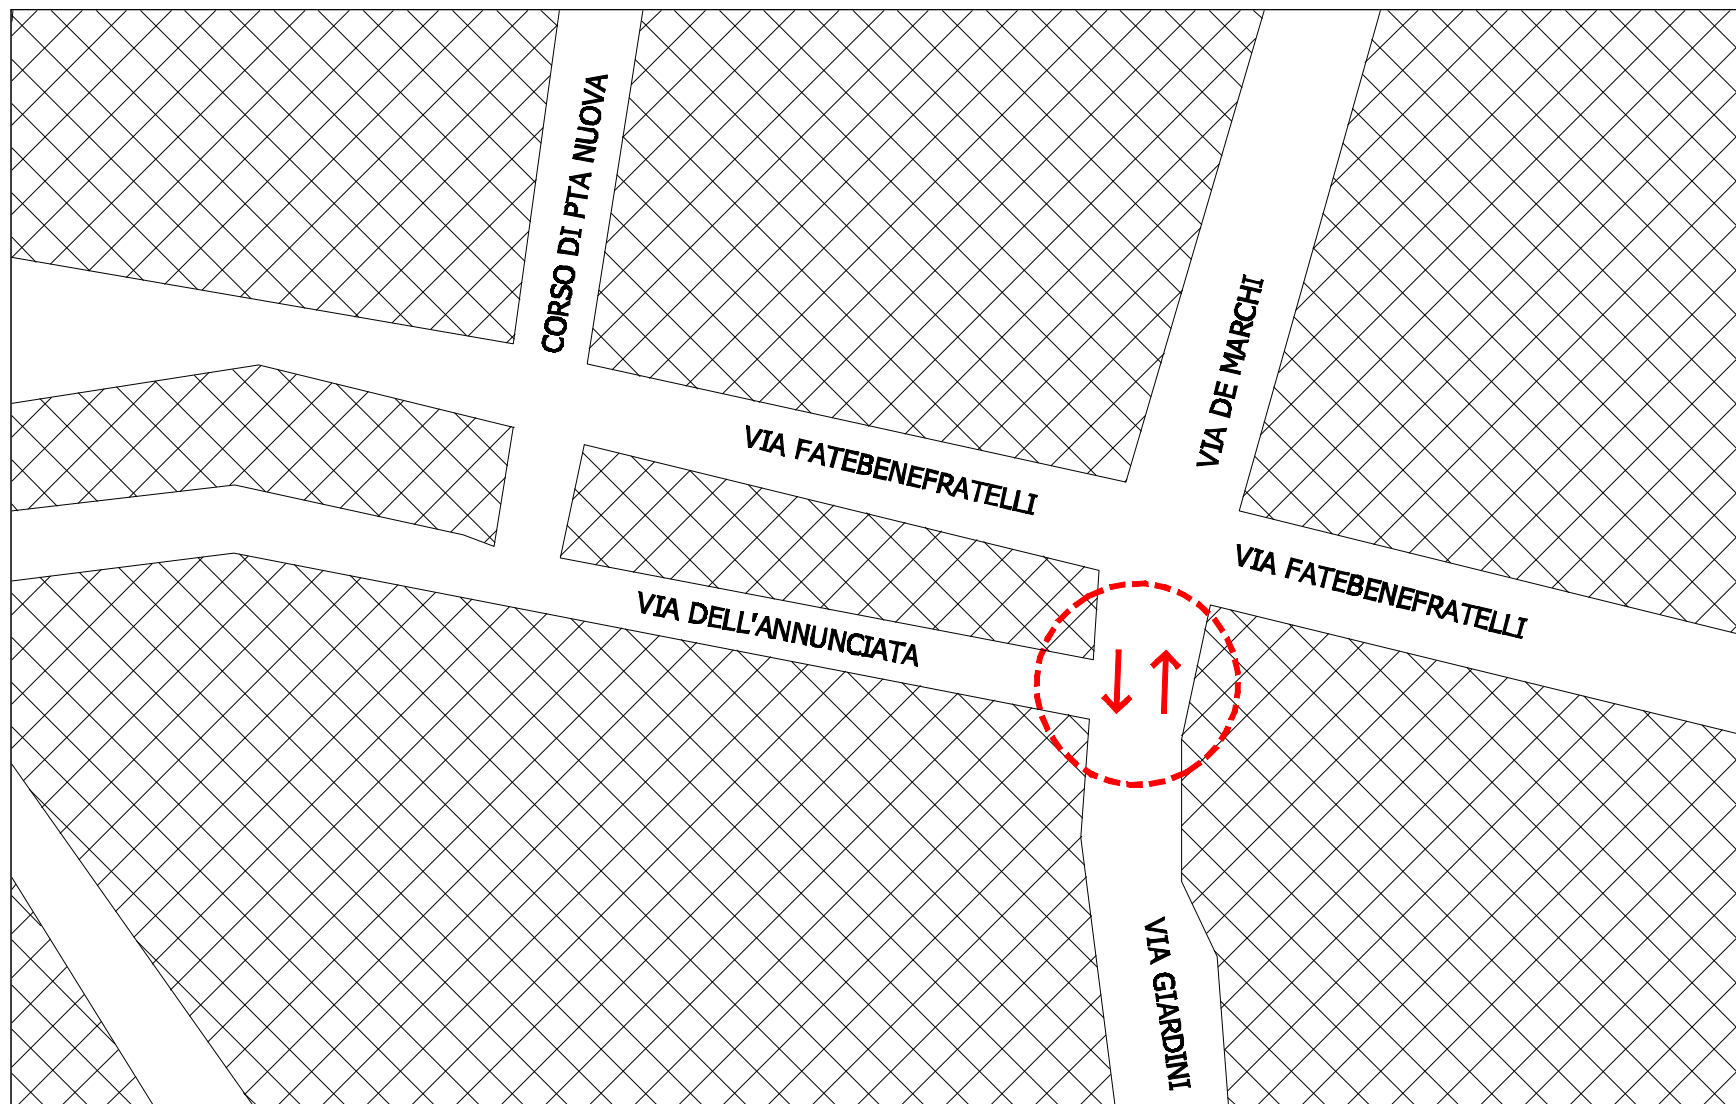 CORSO DI PTA NUOVA
VIA DE MARCHI
VIA FATEBENEFRATELLI
VIA FATEBENEFRATELLI
VIA DELL'ANNUNCIATA
VIA GIARDINI